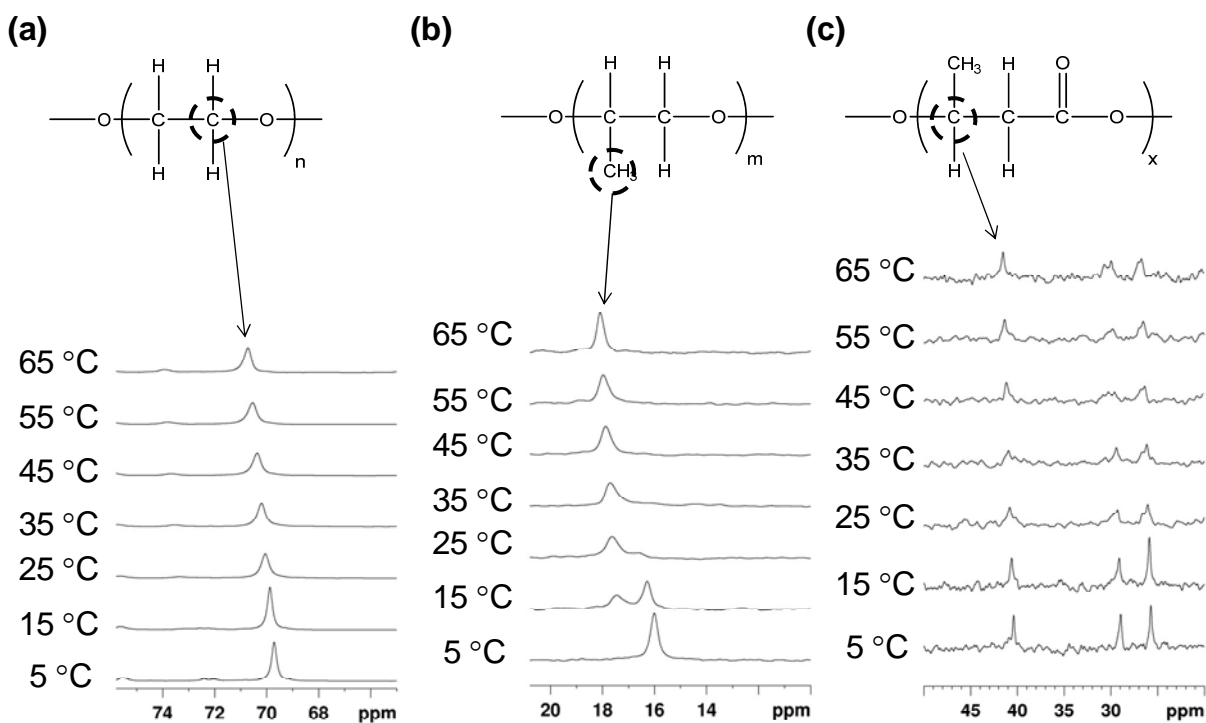 (a)
H H
O C C O
H H
n
65 °C
55 °C
45 °C
35 °C
25 °C
15 °C
5 °C
74 72 70 68 ppm
(b)
H H
O C C O
CH3 H
m
65 °C
55 °C
45 °C
35 °C
25 °C
15 °C
5 °C
20 18 16 14 ppm
(c)
CH3 H O
O C C C O
H H
x
65 °C
55 °C
45 °C
35 °C
25 °C
15 °C
5 °C
45 40 35 30 ppm